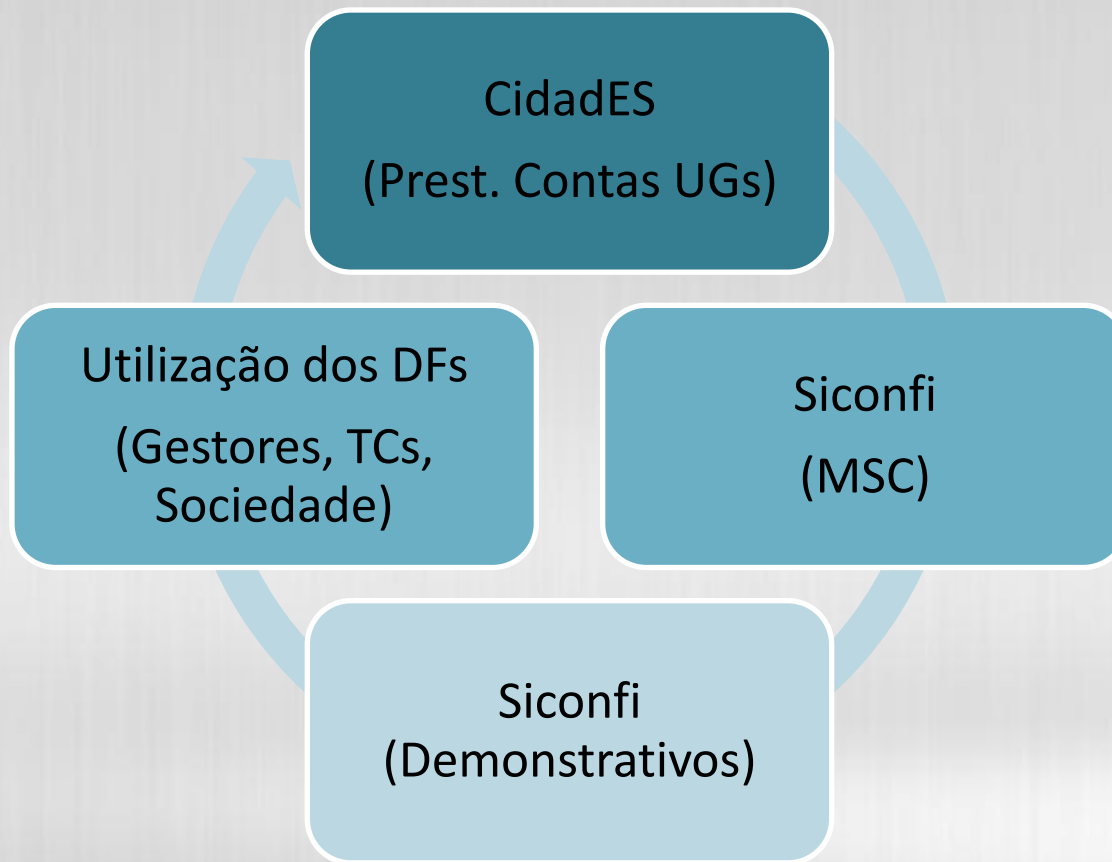 CidadES
(Prest. Contas UGs)
Utilização dos DFs
(Gestores, TCs,
Sociedade)
Siconfi
(MSC)
Siconfi
(Demonstrativos)